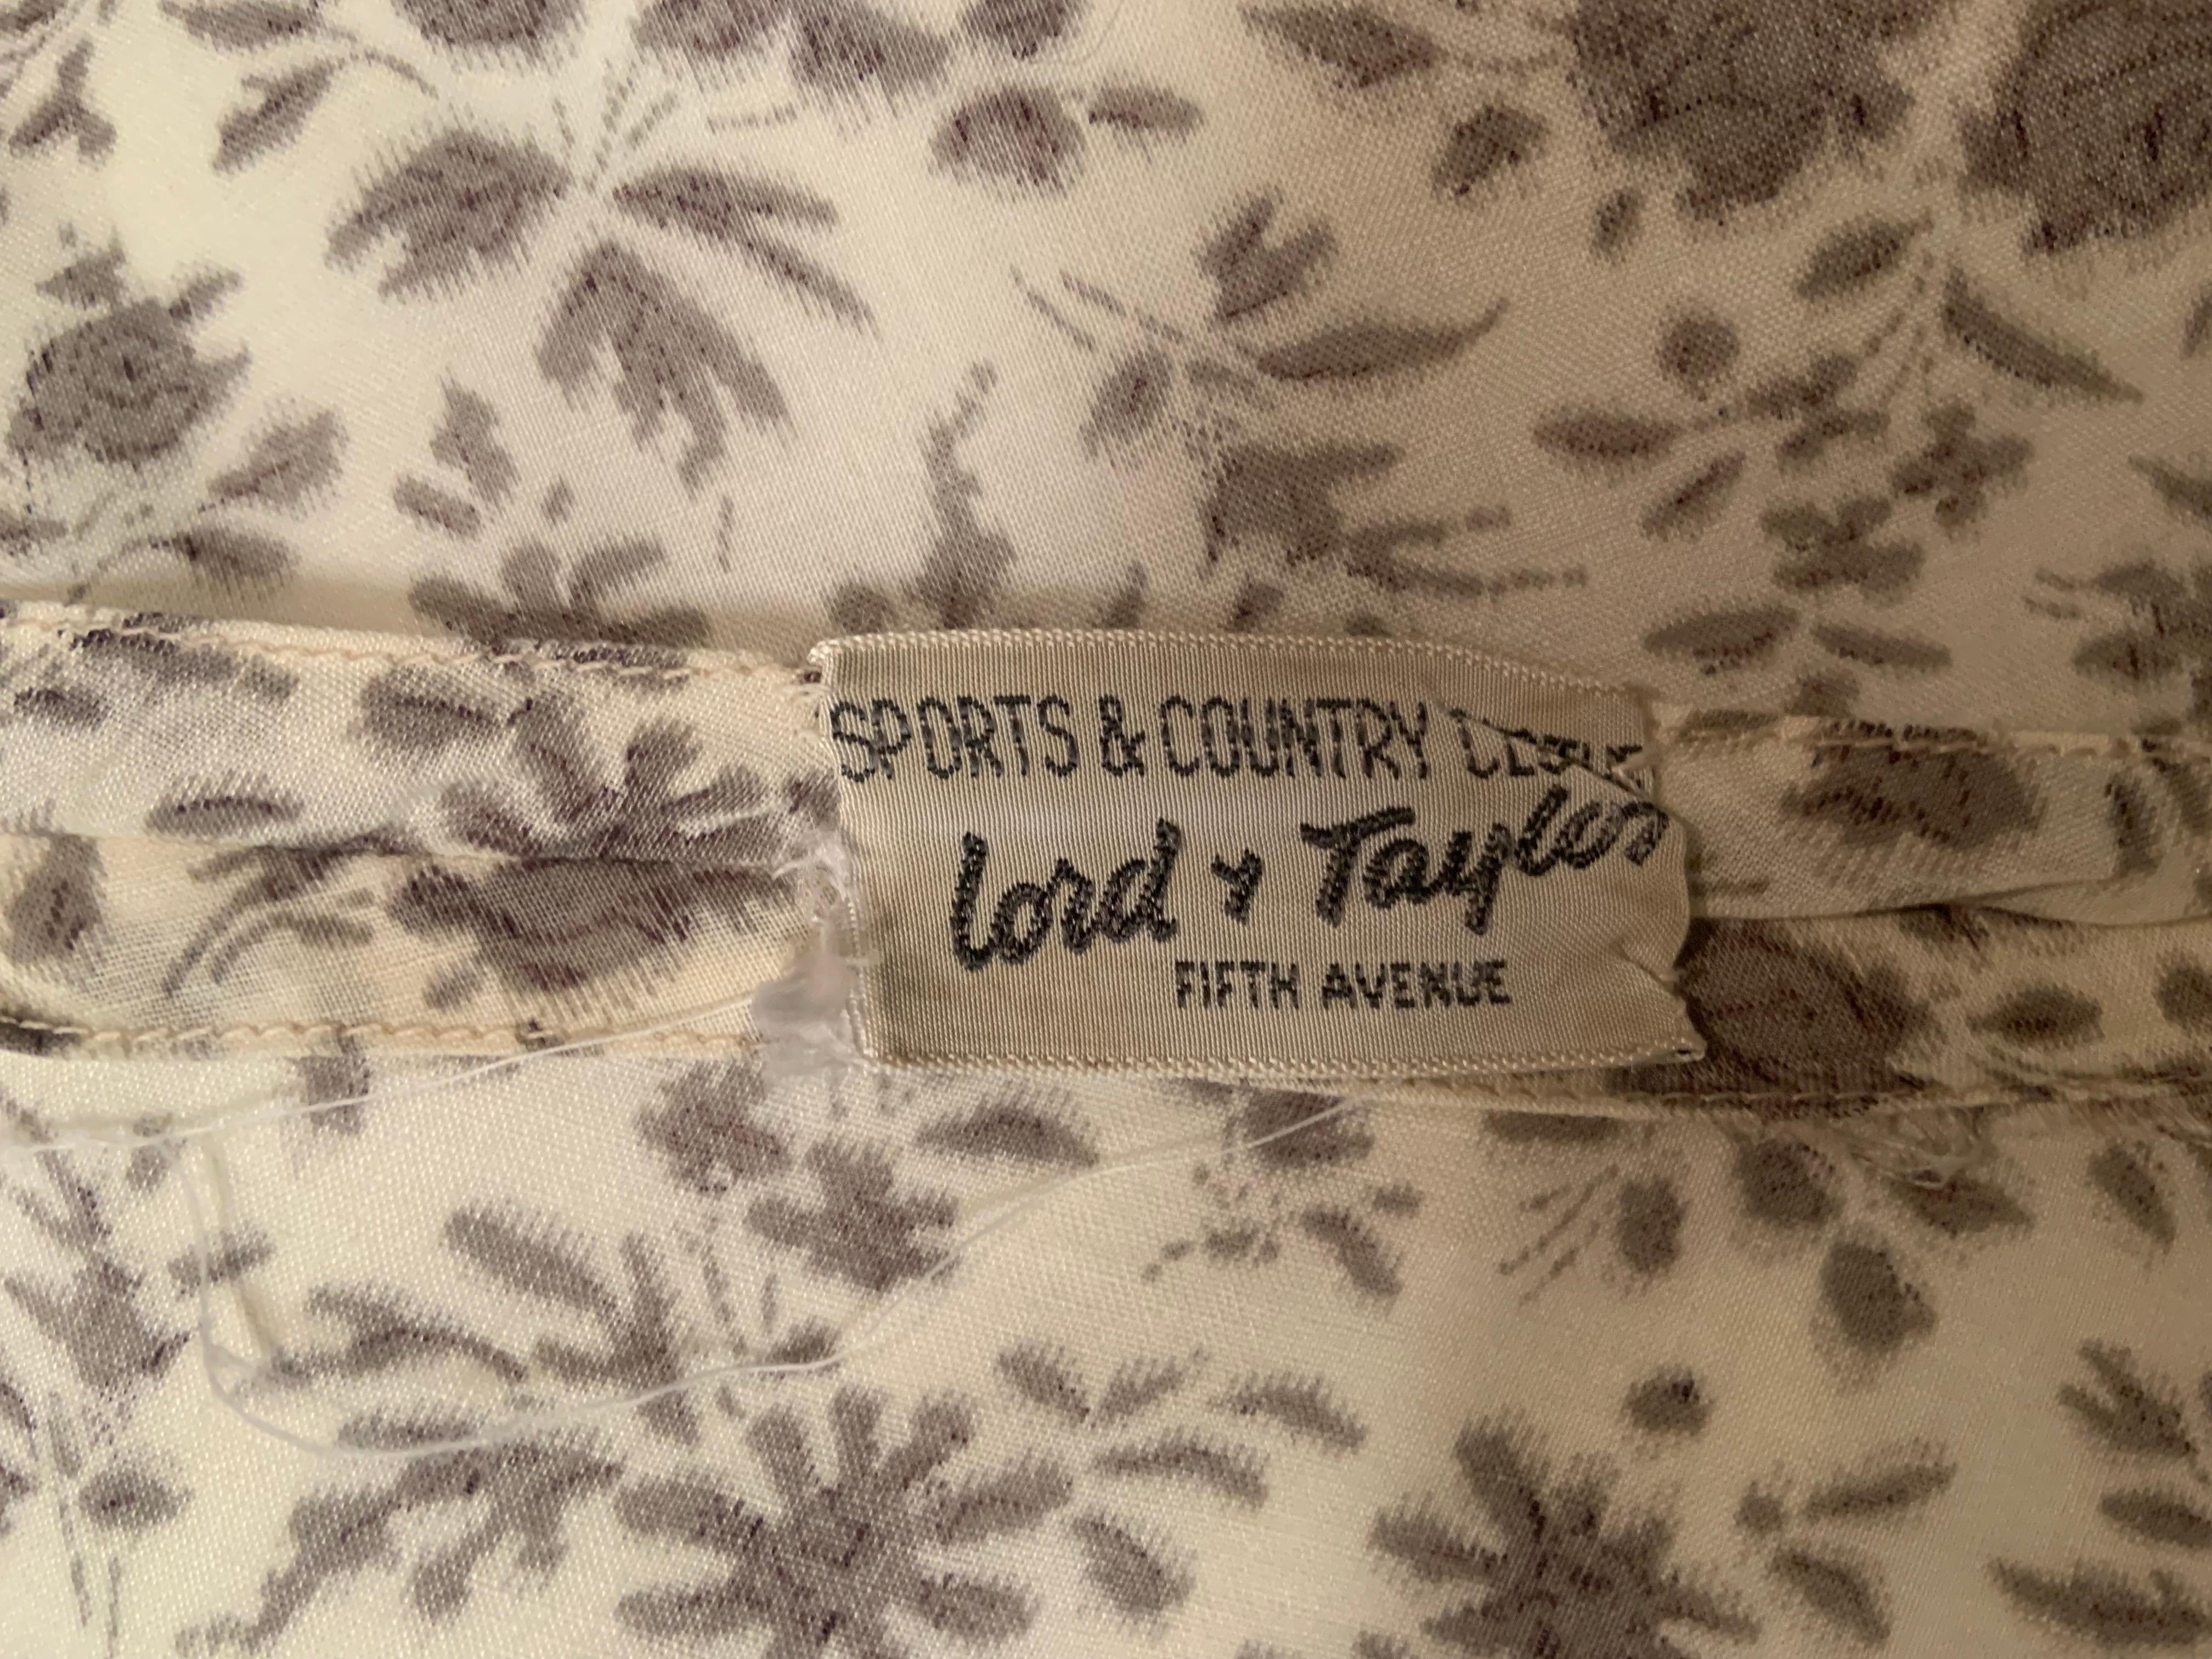 SPORTS & COUNTRY
Lord & Taylor
FIFTH AVENUE